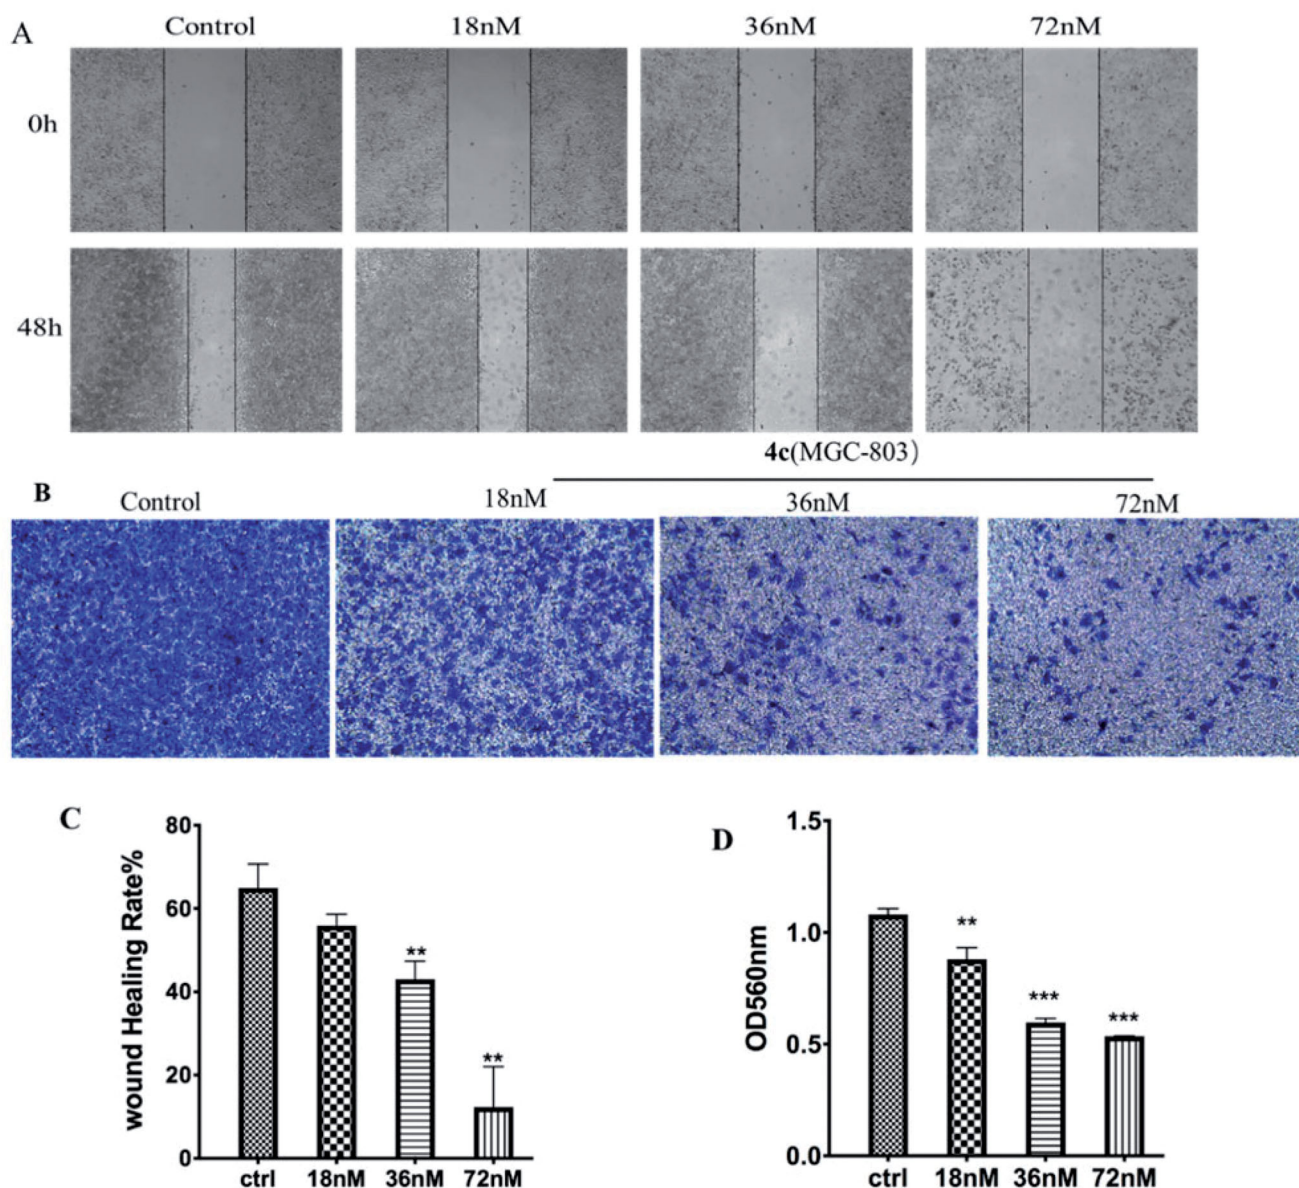 A
Control 18nM 36nM 72nM
0h
48h
4c(MGC-803)
B
Control 18nM 36nM 72nM
C
80
60
40
20
0
wound Healing Rate%
**
**
ctrl 18nM 36nM 72nM
D
1.5
1.0
0.5
0.0
OD560nm
**
***
***
ctrl 18nM 36nM 72nM